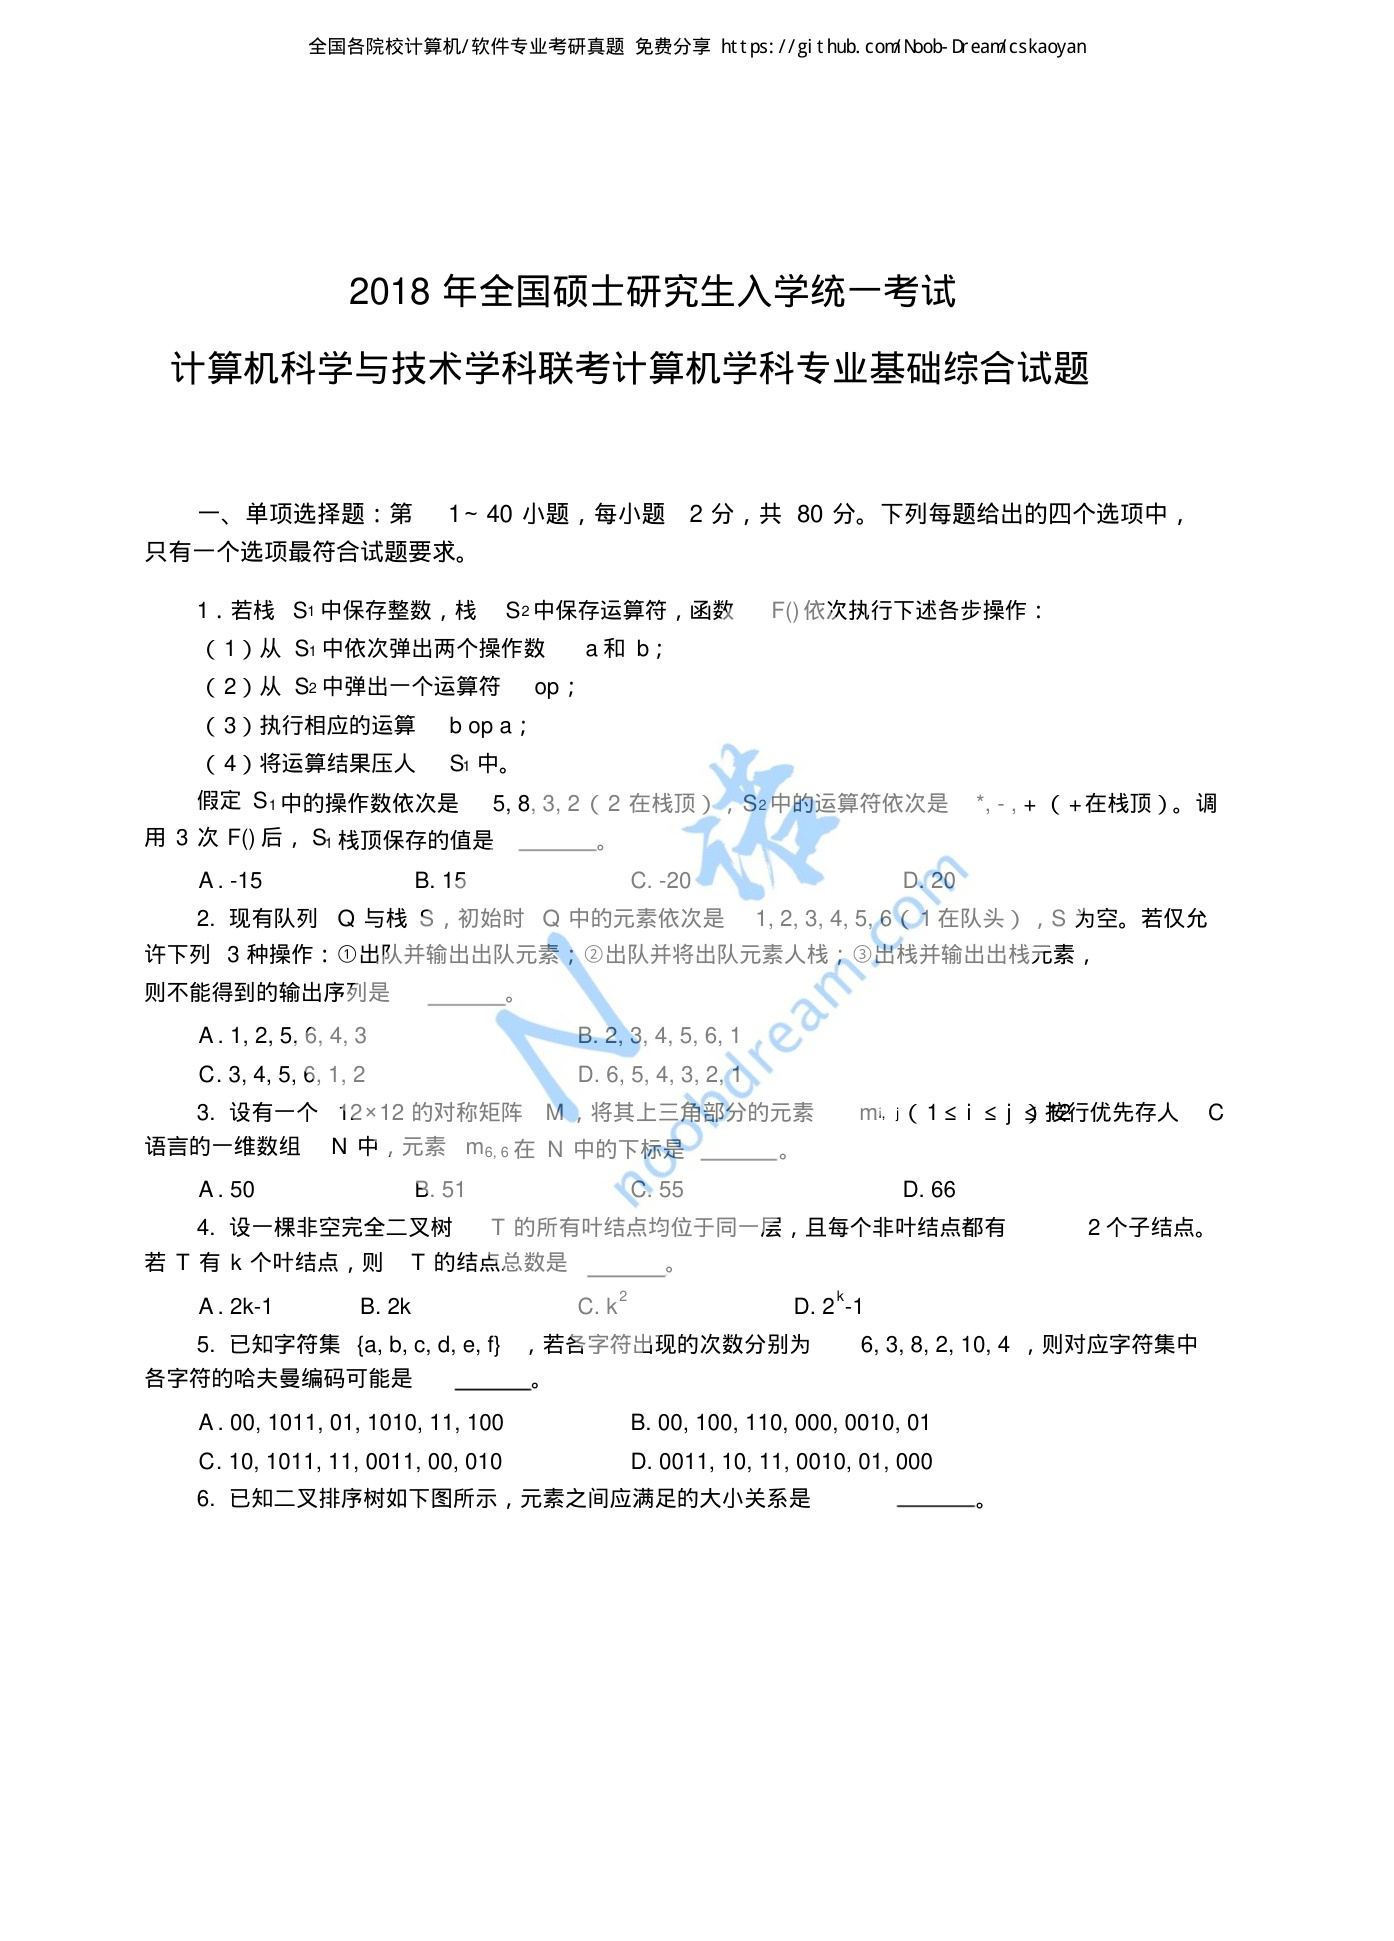 全国各院校计算机/软件专业考研真题 免费分享 https://github.com/Noob-Dream/cskaoyan
2018 年全国硕士研究生入学统一考试
计算机科学与技术学科联考计算机学科专业基础综合试题
一、单项选择题：第 1~ 40 小题，每小题 2 分，共 80 分。下列每题给出的四个选项中，
只有一个选项最符合试题要求。
1．若栈 S1 中保存整数，栈 S2 中保存运算符，函数 F() 依次执行下述各步操作：
（1）从 S1 中依次弹出两个操作数 a 和 b；
（2）从 S2 中弹出一个运算符 op；
（3）执行相应的运算 b op a；
（4）将运算结果压人 S1 中。
假定 S1 中的操作数依次是 5, 8, 3, 2（2 在栈顶），S2 中的运算符依次是 *, - , +（+在栈顶）。调
用 3 次 F() 后，S1 栈顶保存的值是 ______。
A. -15 B. 15 C. -20 D. 20
2. 现有队列 Q 与栈 S，初始时 Q 中的元素依次是 1, 2, 3, 4, 5, 6（1 在队头），S 为空。若仅允
许下列 3 种操作：①出队并输出出队元素；②出队并将出队元素人栈；③出栈并输出出栈元素，
则不能得到的输出序列是 ______。
A. 1, 2, 5, 6, 4, 3 B. 2, 3, 4, 5, 6, 1
C. 3, 4, 5, 6, 1, 2 D. 6, 5, 4, 3, 2, 1
3. 设有一个 12×12 的对称矩阵 M，将其上三角部分的元素 mi, j（1≤ i ≤ j ≤ 12）按行优先存人 C
语言的一维数组 N 中，元素 m6, 6 在 N 中的下标是 ______。
A. 50 B. 51 C. 55 D. 66
4. 设一棵非空完全二叉树 T 的所有叶结点均位于同一层，且每个非叶结点都有 2 个子结点。
若 T 有 k 个叶结点，则 T 的结点总数是 ______。
A. 2k-1 B. 2k C. k² D. 2ᵏ-1
5. 已知字符集 {a, b, c, d, e, f} ，若各字符出现的次数分别为 6, 3, 8, 2, 10, 4 ，则对应字符集中
各字符的哈夫曼编码可能是 ______。
A. 00, 1011, 01, 1010, 11, 100 B. 00, 100, 110, 000, 0010, 01
C. 10, 1011, 11, 0011, 00, 010 D. 0011, 10, 11, 0010, 01, 000
6. 已知二叉排序树如下图所示，元素之间应满足的大小关系是 ______。
N诺
noobdream.com